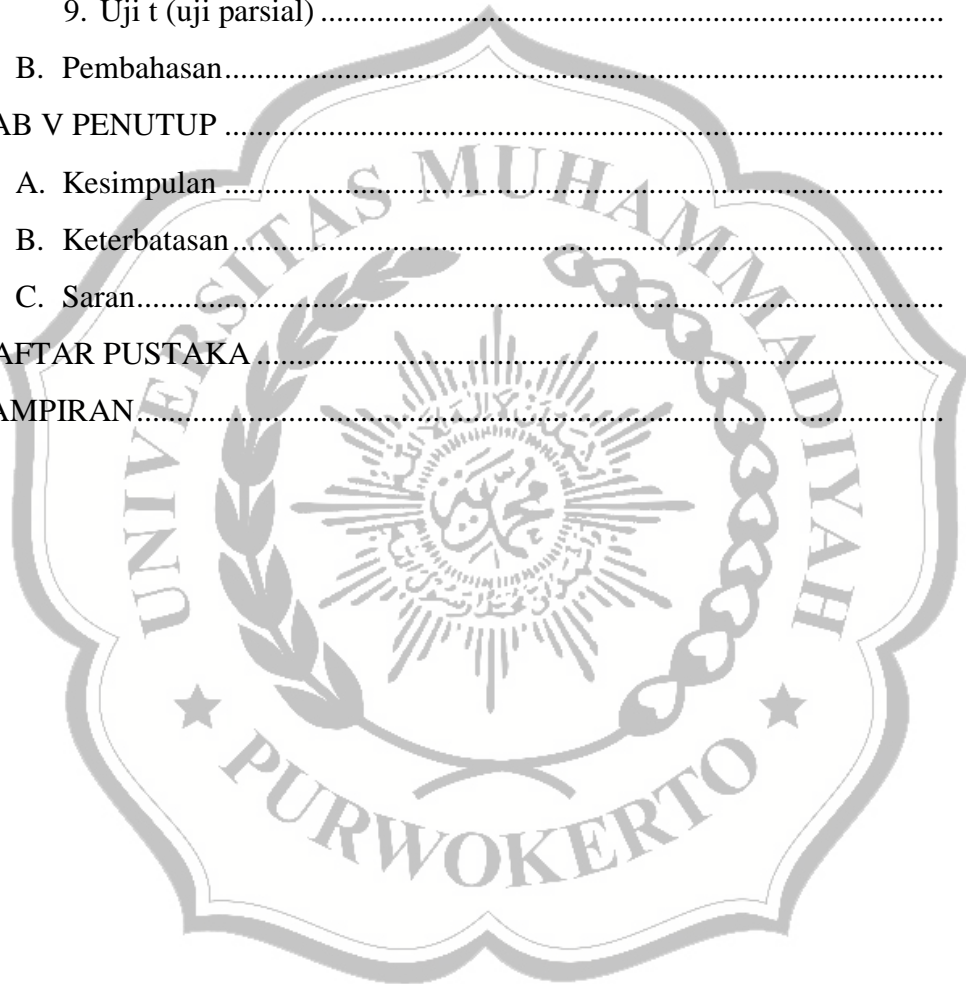 9. Uji t (uji parsial) ..............................................................................
B. Pembahasan..........................................................................................
AB V PENUTUP ..........................................................................................
A. Kesimpulan ..........................................................................................
B. Keterbatasan.........................................................................................
C. Saran.....................................................................................................
AFTAR PUSTAKA ......................................................................................
AMPIRAN.....................................................................................................
UNIVERSITAS MUHAMMADIYAH
PURWOKERTO